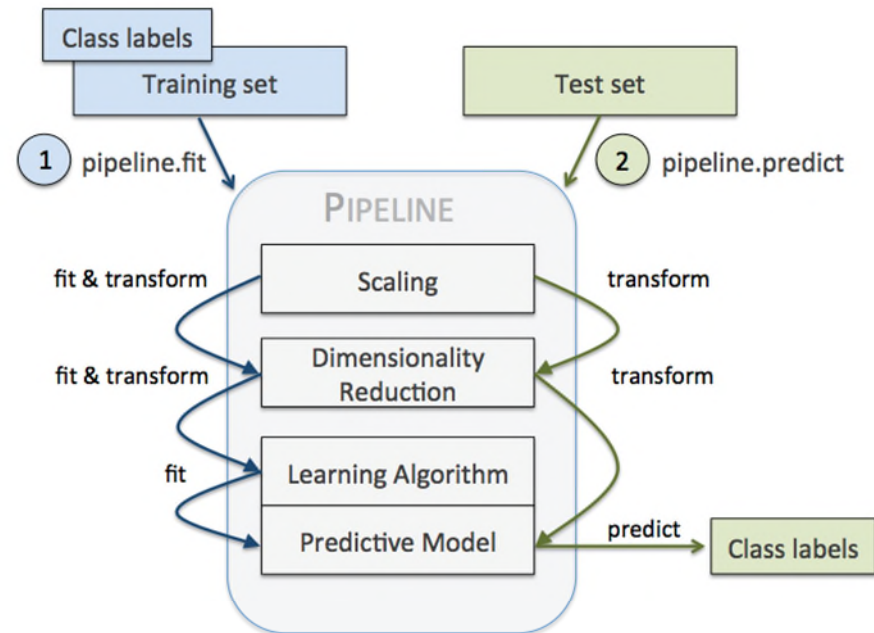 Class labels
Training set
Test set
1 pipeline.fit
2 pipeline.predict
PIPELINE
fit & transform
Scaling
transform
fit & transform
Dimensionality
Reduction
transform
fit
Learning Algorithm
Predictive Model
predict
Class labels